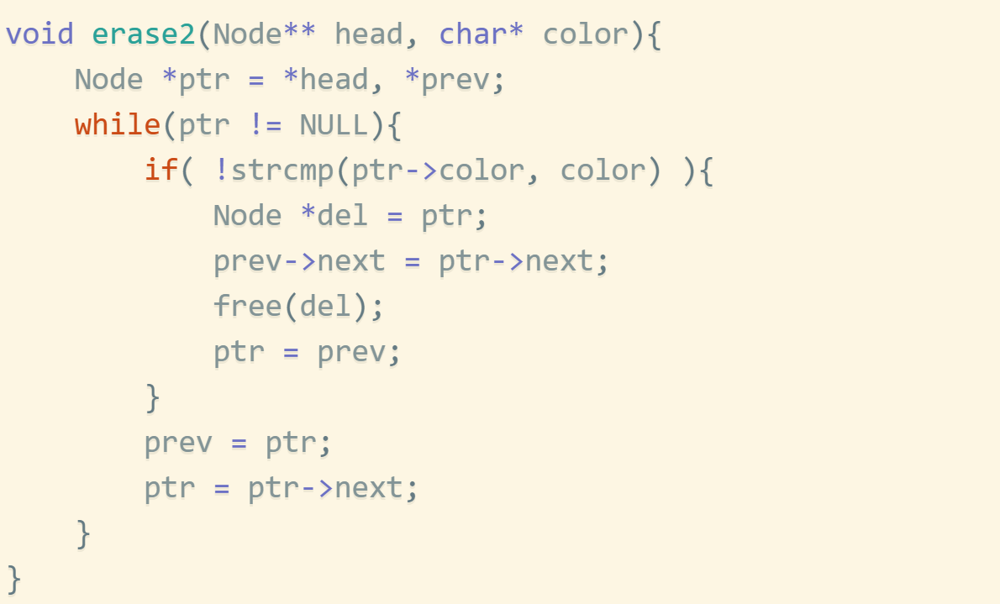 void erase2(Node** head, char* color){
    Node *ptr = *head, *prev;
    while(ptr != NULL){
        if( !strcmp(ptr->color, color) ){
            Node *del = ptr;
            prev->next = ptr->next;
            free(del);
            ptr = prev;
        }
        prev = ptr;
        ptr = ptr->next;
    }
}